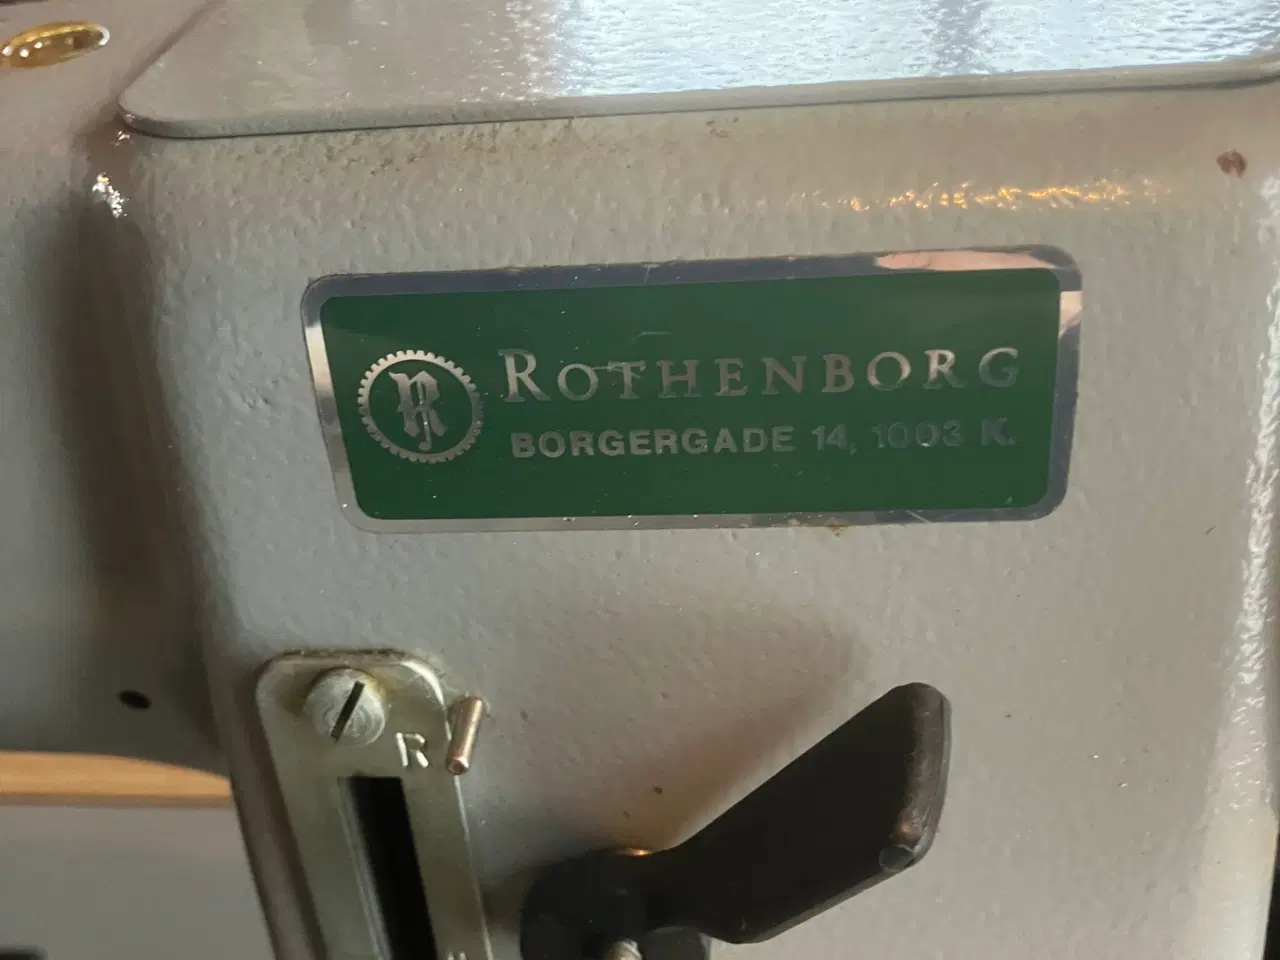 R
ROTHENBORG
BORGERGADE 14, 1003 K.
R